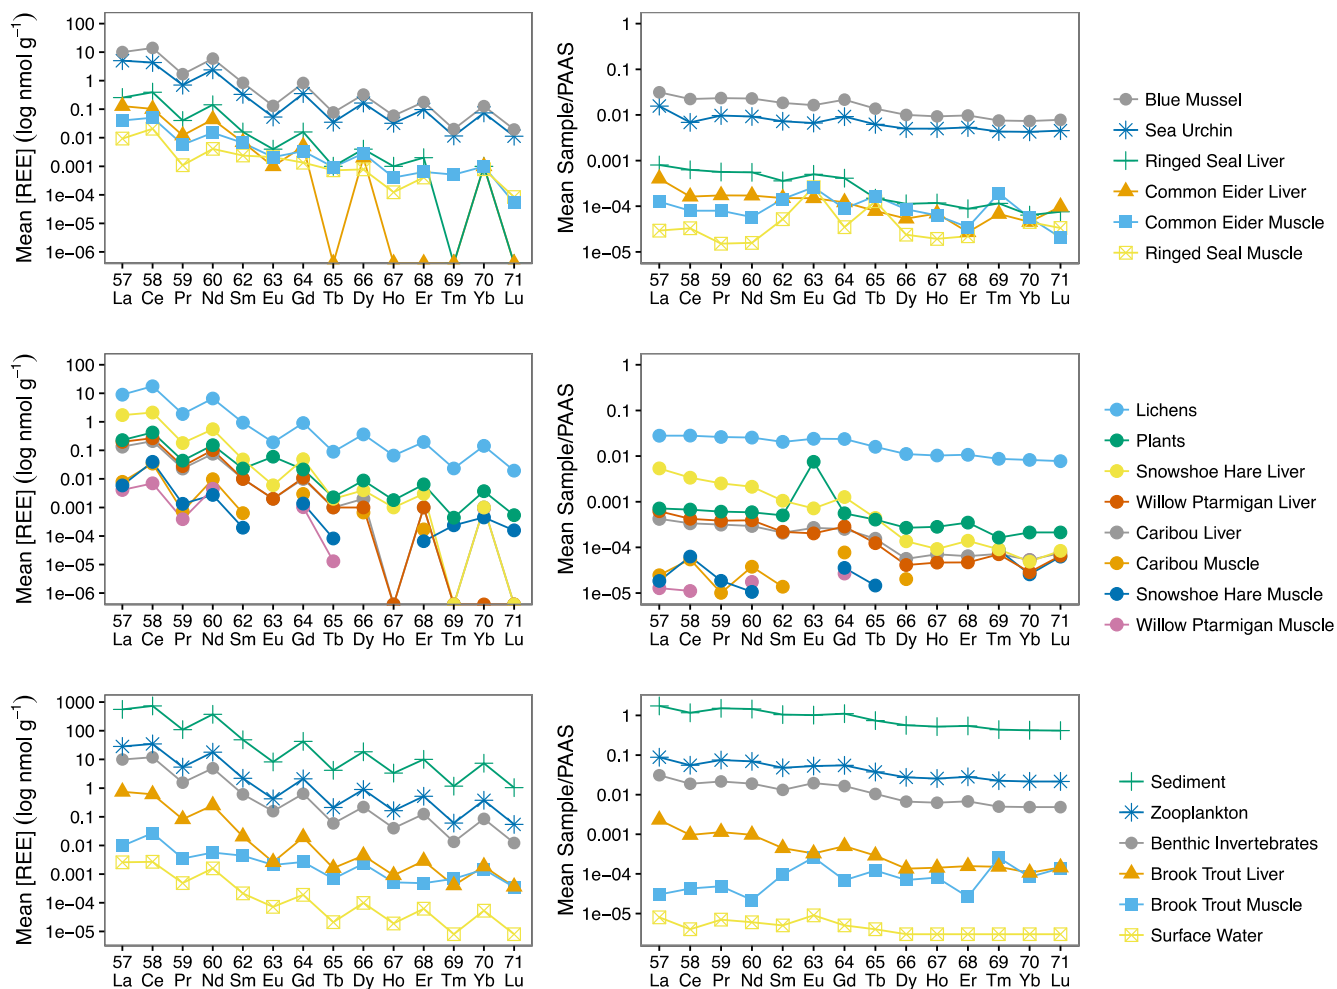 Mean [REE] (log nmol g⁻¹)
100
10
1
0.1
0.01
0.001
1e−04
1e−05
1e−06
57 58 59 60 62 63 64 65 66 67 68 69 70 71
La Ce Pr Nd Sm Eu Gd Tb Dy Ho Er Tm Yb Lu
Mean Sample/PAAS
1
0.1
0.01
0.001
1e−04
1e−05
57 58 59 60 62 63 64 65 66 67 68 69 70 71
La Ce Pr Nd Sm Eu Gd Tb Dy Ho Er Tm Yb Lu
Blue Mussel
Sea Urchin
Ringed Seal Liver
Common Eider Liver
Common Eider Muscle
Ringed Seal Muscle
Mean [REE] (log nmol g⁻¹)
100
10
1
0.1
0.01
0.001
1e−04
1e−05
1e−06
57 58 59 60 62 63 64 65 66 67 68 69 70 71
La Ce Pr Nd Sm Eu Gd Tb Dy Ho Er Tm Yb Lu
Mean Sample/PAAS
1
0.1
0.01
0.001
1e−04
1e−05
57 58 59 60 62 63 64 65 66 67 68 69 70 71
La Ce Pr Nd Sm Eu Gd Tb Dy Ho Er Tm Yb Lu
Lichens
Plants
Snowshoe Hare Liver
Willow Ptarmigan Liver
Caribou Liver
Caribou Muscle
Snowshoe Hare Muscle
Willow Ptarmigan Muscle
Mean [REE] (log nmol g⁻¹)
1000
100
10
1
0.1
0.01
0.001
1e−04
1e−05
57 58 59 60 62 63 64 65 66 67 68 69 70 71
La Ce Pr Nd Sm Eu Gd Tb Dy Ho Er Tm Yb Lu
Mean Sample/PAAS
1
0.1
0.01
0.001
1e−04
1e−05
57 58 59 60 62 63 64 65 66 67 68 69 70 71
La Ce Pr Nd Sm Eu Gd Tb Dy Ho Er Tm Yb Lu
Sediment
Zooplankton
Benthic Invertebrates
Brook Trout Liver
Brook Trout Muscle
Surface Water